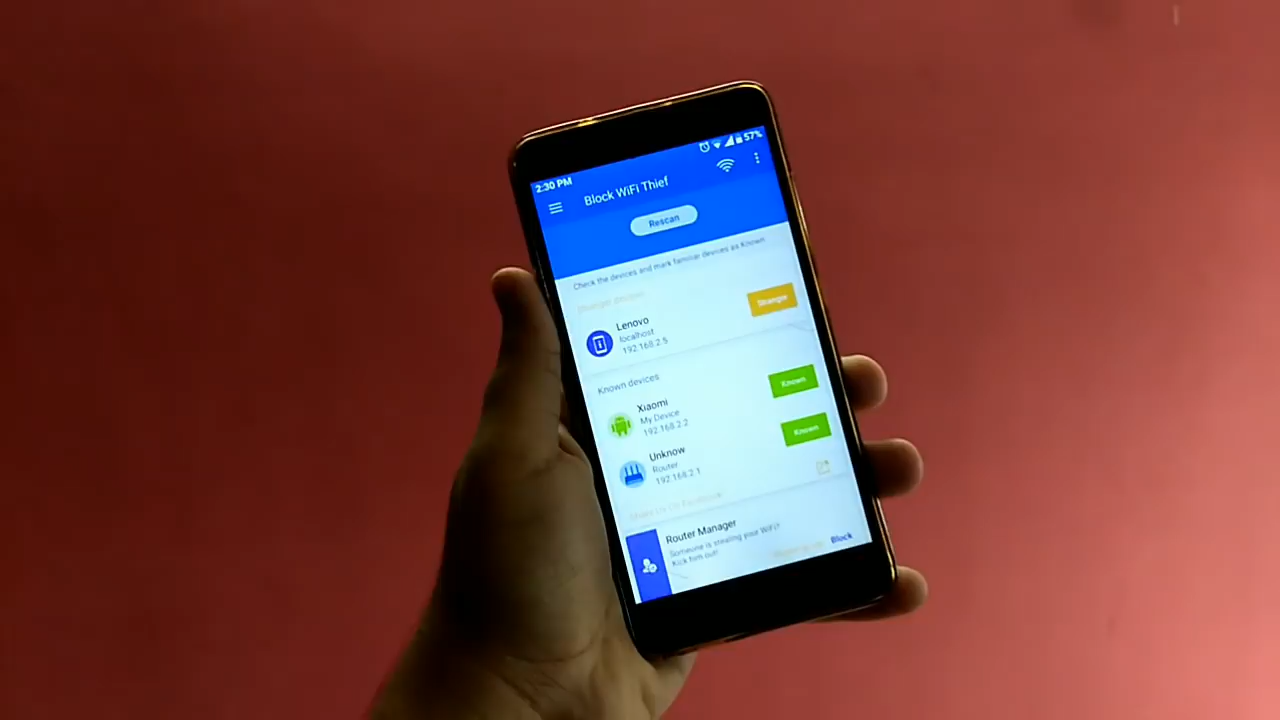 2:30 PM
57%
Block WiFi Thief
Rescan
Check the devices and mark familiar devices as Known
Stranger devices
Lenovo
localhost
192.168.2.5
Stranger
Known devices
Xiaomi
My Device
192.168.2.2
Known
Unknow
Router
192.168.2.1
Known
Router Manager
Someone is stealing your WiFi?
Kick him out!
Block